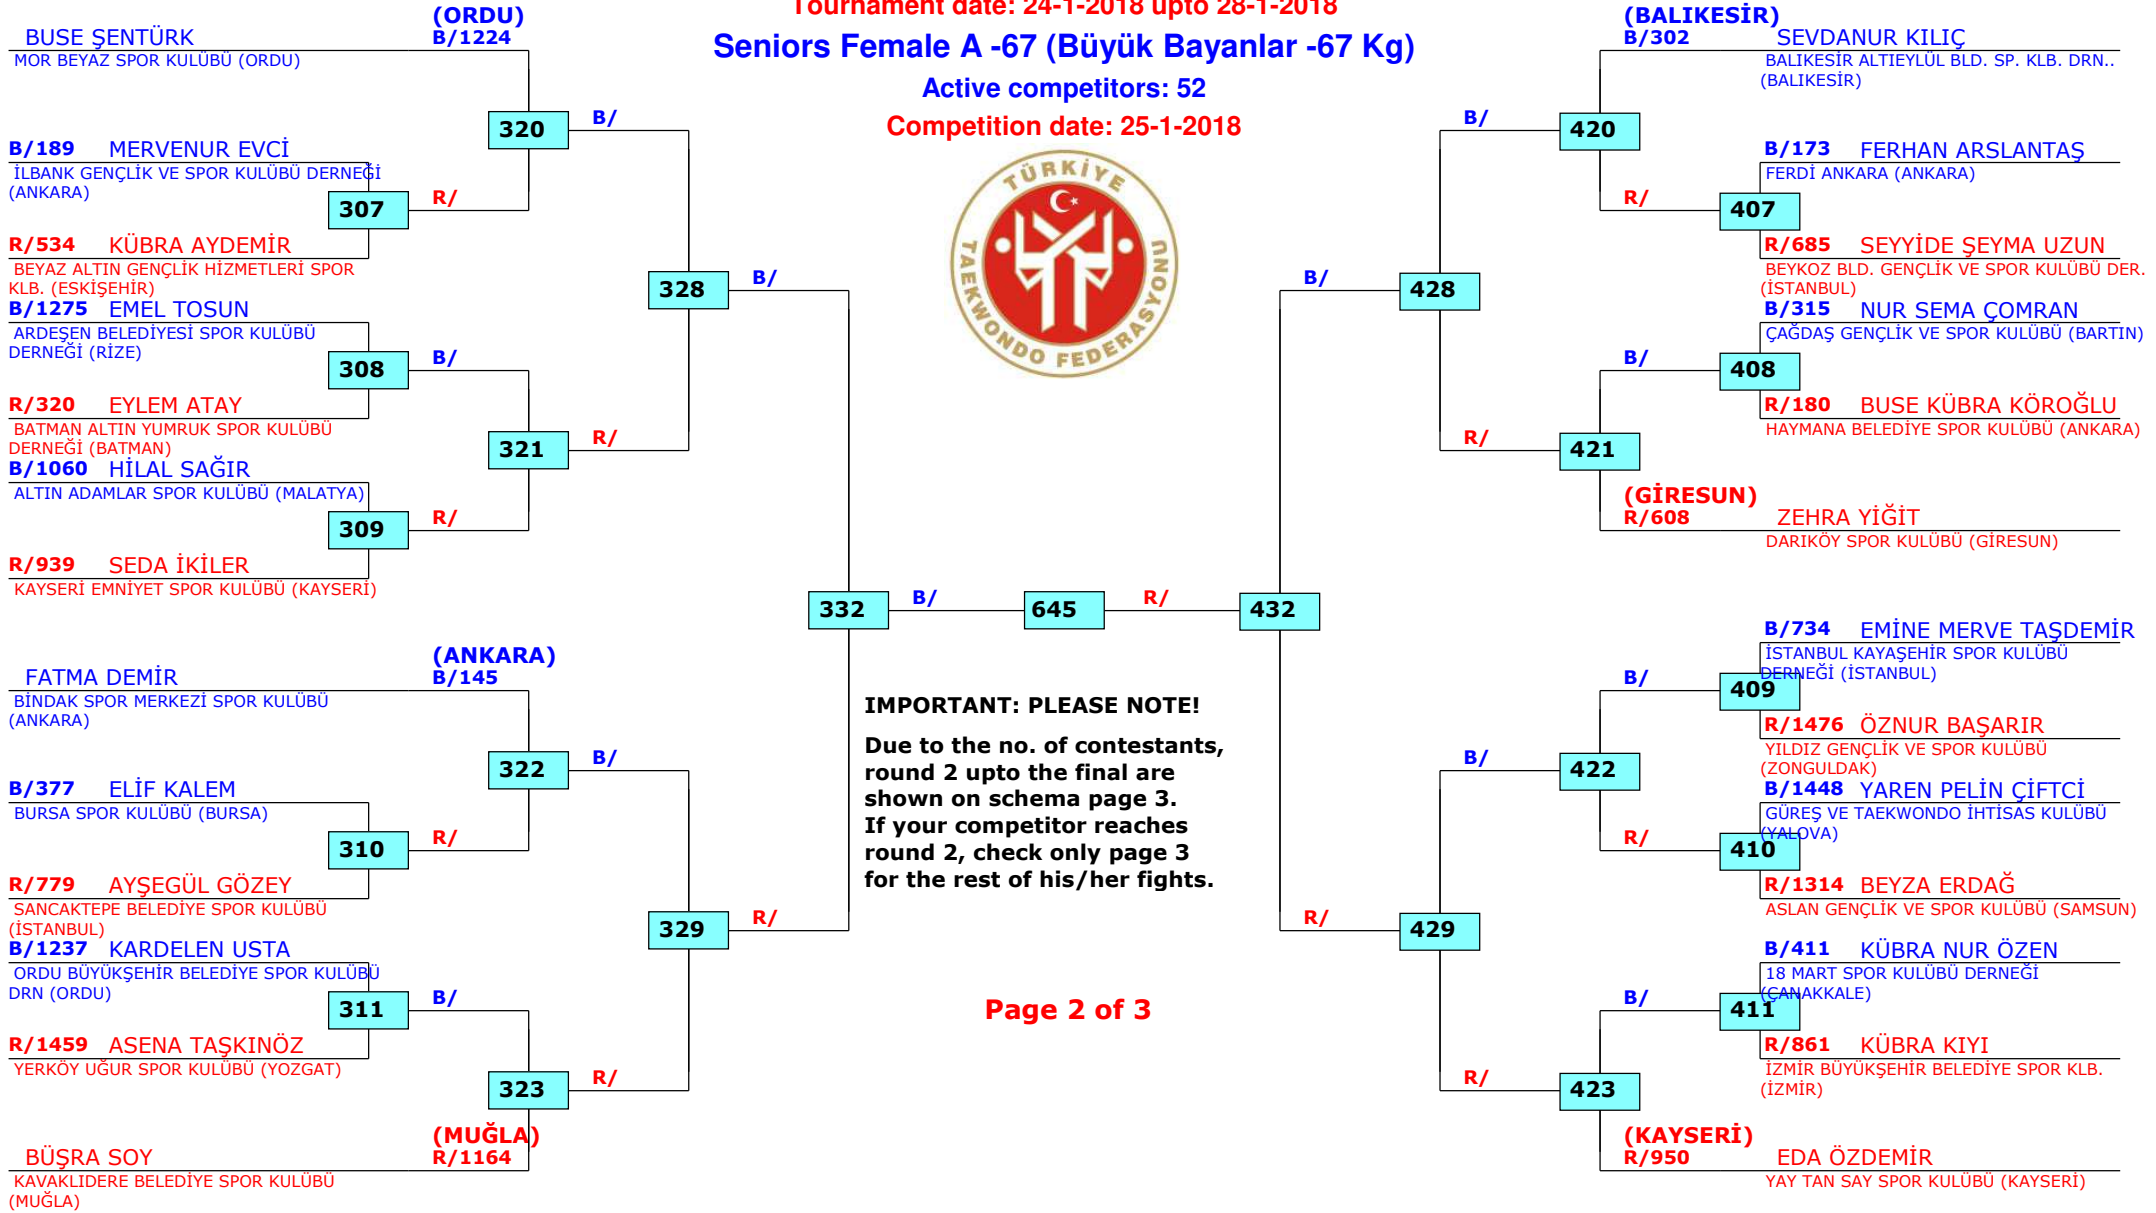 Tournament date: 24-1-2018 upto 28-1-2018
Seniors Female A -67 (Büyük Bayanlar -67 Kg)
Active competitors: 52
Competition date: 25-1-2018
TÜRKİYE
TAEKWONDO FEDERASYONU
(ORDU)
BUSE ŞENTÜRK B/1224
MOR BEYAZ SPOR KULÜBÜ (ORDU)
320 B/
B/189 MERVENUR EVCİ
İLBANK GENÇLİK VE SPOR KULÜBÜ DERNEĞİ
(ANKARA)
307 R/
R/534 KÜBRA AYDEMİR
BEYAZ ALTIN GENÇLİK HİZMETLERİ SPOR
KLB. (ESKİŞEHİR)
328 B/
B/1275 EMEL TOSUN
ARDEŞEN BELEDİYESİ SPOR KULÜBÜ
DERNEĞİ (RİZE)
308 B/
R/320 EYLEM ATAY
BATMAN ALTIN YUMRUK SPOR KULÜBÜ
DERNEĞİ (BATMAN)
321 R/
B/1060 HİLAL SAĞIR
ALTIN ADAMLAR SPOR KULÜBÜ (MALATYA)
309 R/
R/939 SEDA İKİLER
KAYSERİ EMNİYET SPOR KULÜBÜ (KAYSERİ)
332 B/ 645 R/ 432
(ANKARA)
FATMA DEMİR B/145
BİNDAK SPOR MERKEZİ SPOR KULÜBÜ
(ANKARA)
322 B/
B/377 ELİF KALEM
BURSA SPOR KULÜBÜ (BURSA)
310 R/
R/779 AYŞEGÜL GÖZEY
SANCAKTEPE BELEDİYE SPOR KULÜBÜ
(İSTANBUL)
329 R/
B/1237 KARDELEN USTA
ORDU BÜYÜKŞEHİR BELEDİYE SPOR KULÜBÜ
DRN (ORDU)
311 B/
R/1459 ASENA TAŞKINÖZ
YERKÖY UĞUR SPOR KULÜBÜ (YOZGAT)
323 R/
(MUĞLA)
BÜŞRA SOY R/1164
KAVAKLIDERE BELEDİYE SPOR KULÜBÜ
(MUĞLA)
IMPORTANT: PLEASE NOTE!
Due to the no. of contestants,
round 2 upto the final are
shown on schema page 3.
If your competitor reaches
round 2, check only page 3
for the rest of his/her fights.
Page 2 of 3
(BALIKESİR)
B/302 SEVDANUR KILIÇ
BALIKESİR ALTIEYLÜL BLD. SP. KLB. DRN..
(BALIKESİR)
B/ 420
B/173 FERHAN ARSLANTAŞ
FERDİ ANKARA (ANKARA)
R/ 407
R/685 SEYYİDE ŞEYMA UZUN
BEYKOZ BLD. GENÇLİK VE SPOR KULÜBÜ DER.
(İSTANBUL)
B/ 428
B/315 NUR SEMA ÇOMRAN
ÇAĞDAŞ GENÇLİK VE SPOR KULÜBÜ (BARTIN)
B/ 408
R/180 BUSE KÜBRA KÖROĞLU
HAYMANA BELEDİYE SPOR KULÜBÜ (ANKARA)
R/ 421
(GİRESUN)
R/608 ZEHRA YİĞİT
DARIKÖY SPOR KULÜBÜ (GİRESUN)
B/734 EMİNE MERVE TAŞDEMİR
İSTANBUL KAYAŞEHİR SPOR KULÜBÜ
DERNEĞİ (İSTANBUL)
B/ 409
R/1476 ÖZNUR BAŞARIR
YILDIZ GENÇLİK VE SPOR KULÜBÜ
(ZONGULDAK)
B/ 422
B/1448 YAREN PELİN ÇİFTCİ
GÜREŞ VE TAEKWONDO İHTİSAS KULÜBÜ
(YALOVA)
R/ 410
R/1314 BEYZA ERDAĞ
ASLAN GENÇLİK VE SPOR KULÜBÜ (SAMSUN)
R/ 429
B/411 KÜBRA NUR ÖZEN
18 MART SPOR KULÜBÜ DERNEĞİ
(ÇANAKKALE)
B/ 411
R/861 KÜBRA KIYI
İZMİR BÜYÜKŞEHİR BELEDİYE SPOR KLB.
(İZMİR)
R/ 423
(KAYSERİ)
R/950 EDA ÖZDEMİR
YAY TAN SAY SPOR KULÜBÜ (KAYSERİ)